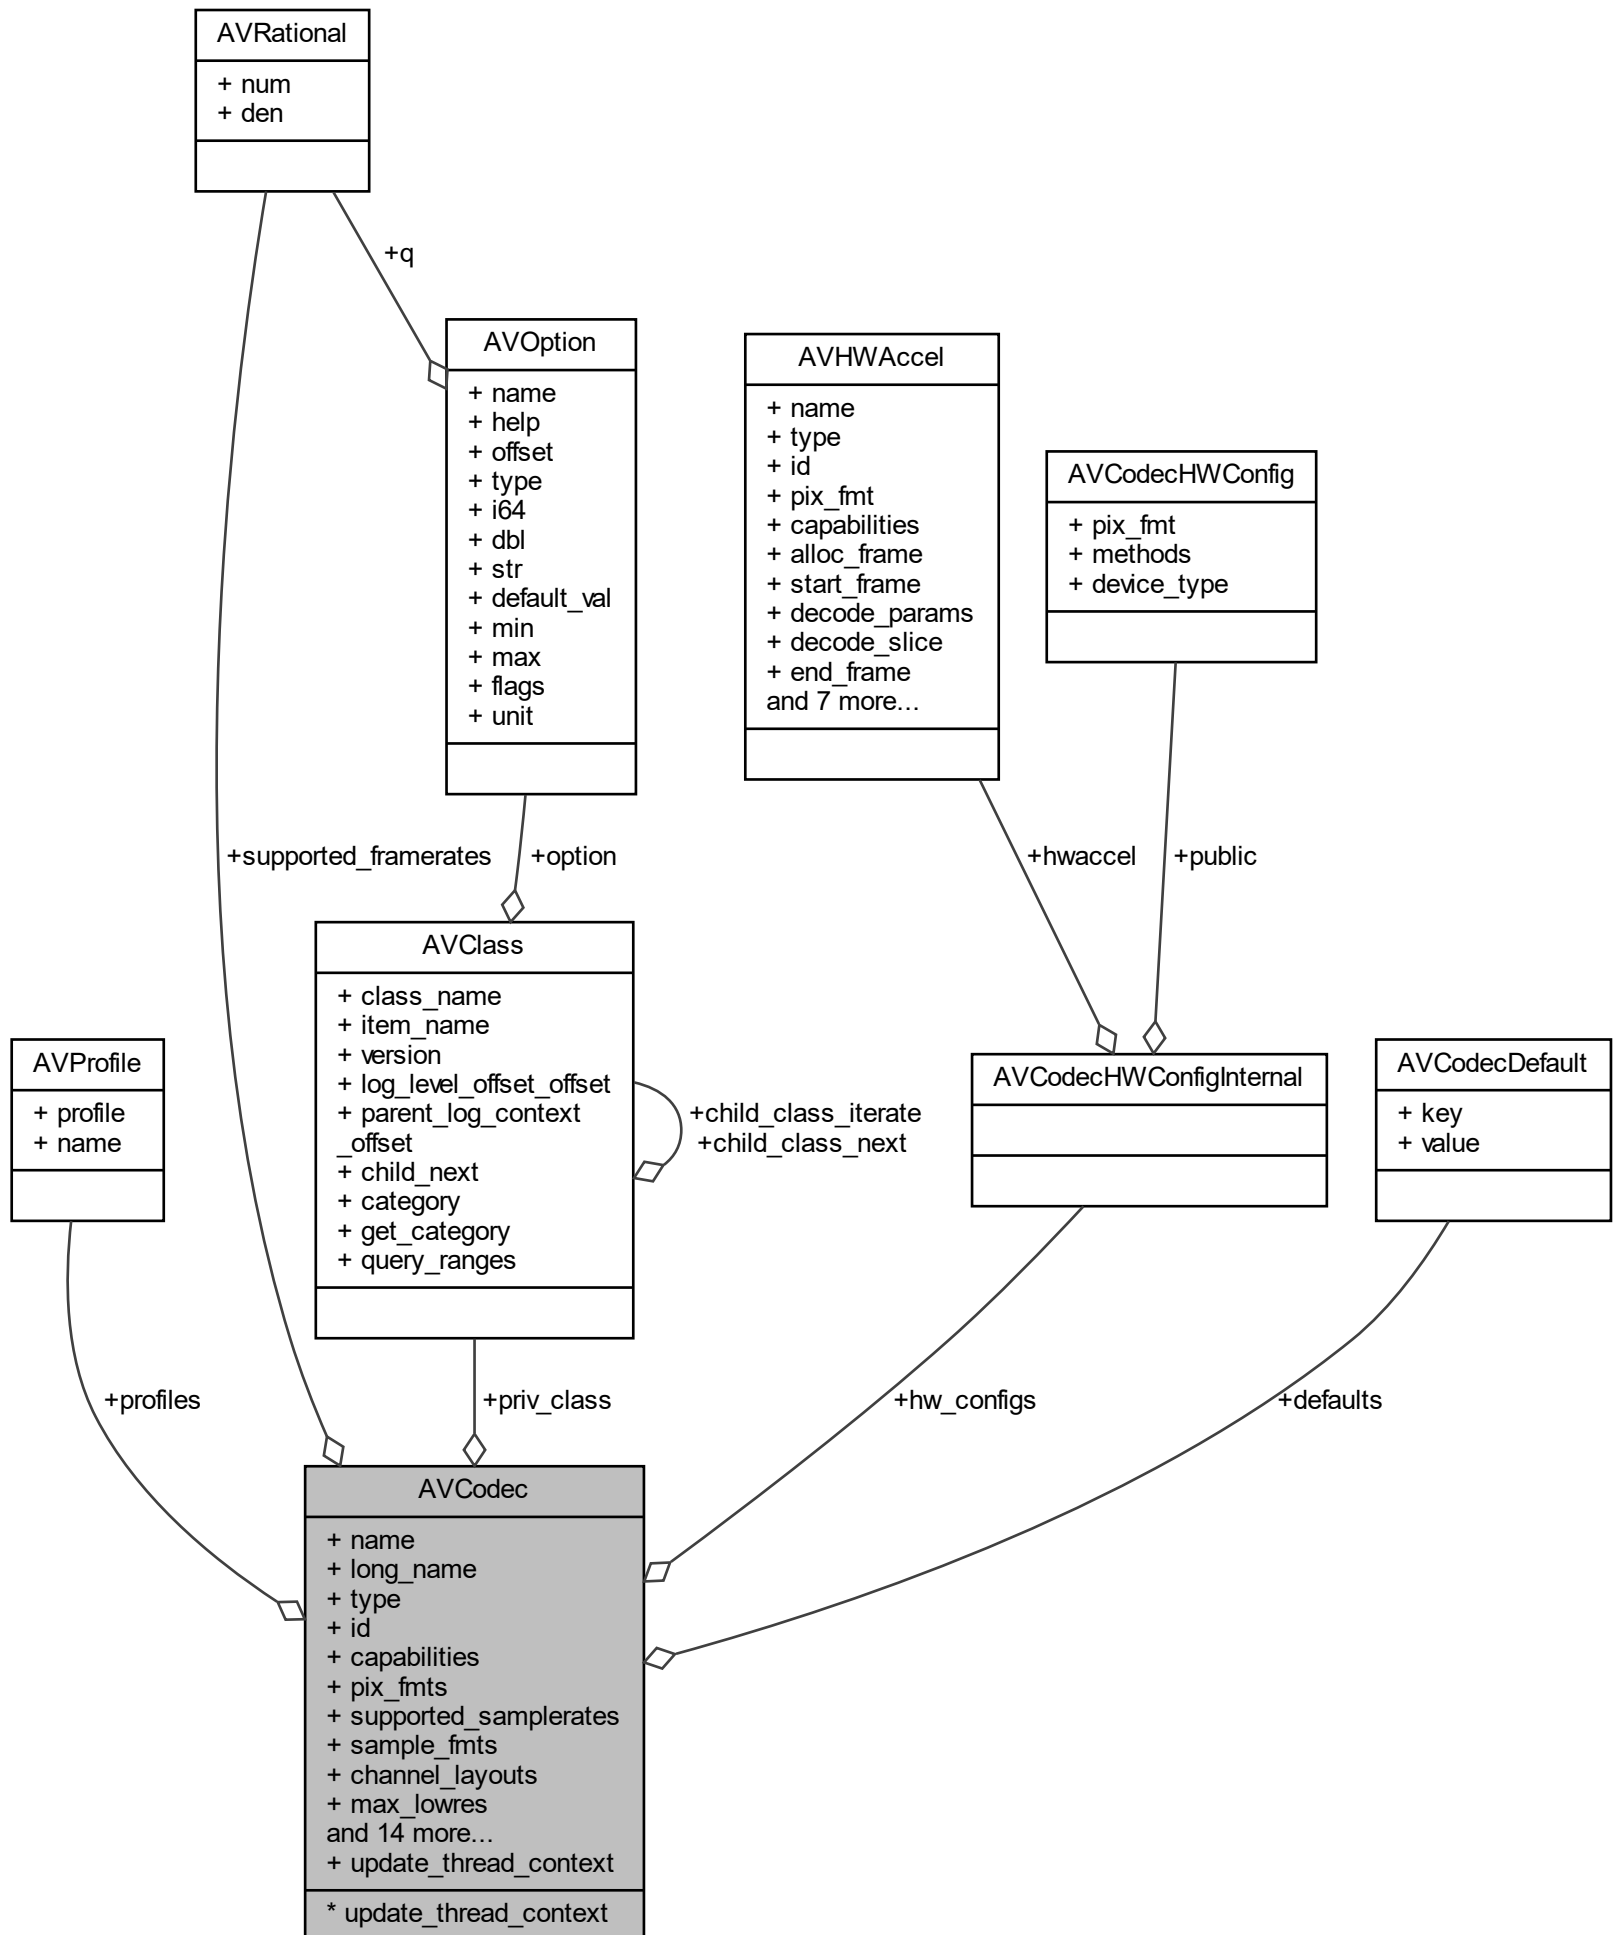 AVRational
+ num
+ den
+q
AVOption
+ name
+ help
+ offset
+ type
+ i64
+ dbl
+ str
+ default_val
+ min
+ max
+ flags
+ unit
AVHWAccel
+ name
+ type
+ id
+ pix_fmt
+ capabilities
+ alloc_frame
+ start_frame
+ decode_params
+ decode_slice
+ end_frame
and 7 more...
AVCodecHWConfig
+ pix_fmt
+ methods
+ device_type
+supported_framerates
+option
+hwaccel
+public
AVClass
+ class_name
+ item_name
+ version
+ log_level_offset_offset
+ parent_log_context
_offset
+ child_next
+ category
+ get_category
+ query_ranges
+child_class_iterate
+child_class_next
AVProfile
+ profile
+ name
AVCodecHWConfigInternal
AVCodecDefault
+ key
+ value
+profiles
+priv_class
+hw_configs
+defaults
AVCodec
+ name
+ long_name
+ type
+ id
+ capabilities
+ pix_fmts
+ supported_samplerates
+ sample_fmts
+ channel_layouts
+ max_lowres
and 14 more...
+ update_thread_context
* update_thread_context